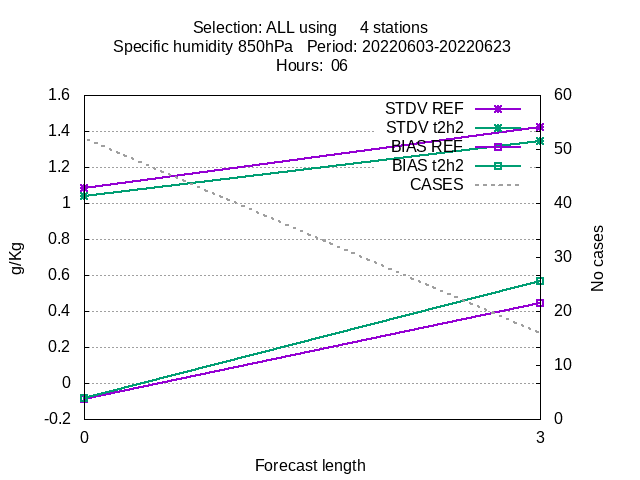 Selection: ALL using 4 stations
Specific humidity 850hPa Period: 20220603-20220623
Hours: 06
1.6
1.4
1.2
1
0.8
0.6
0.4
0.2
0
-0.2
g/Kg
STDV REF
STDV t2h2
BIAS REF
BIAS t2h2
CASES
60
50
40
30
20
10
0
No cases
0
3
Forecast length